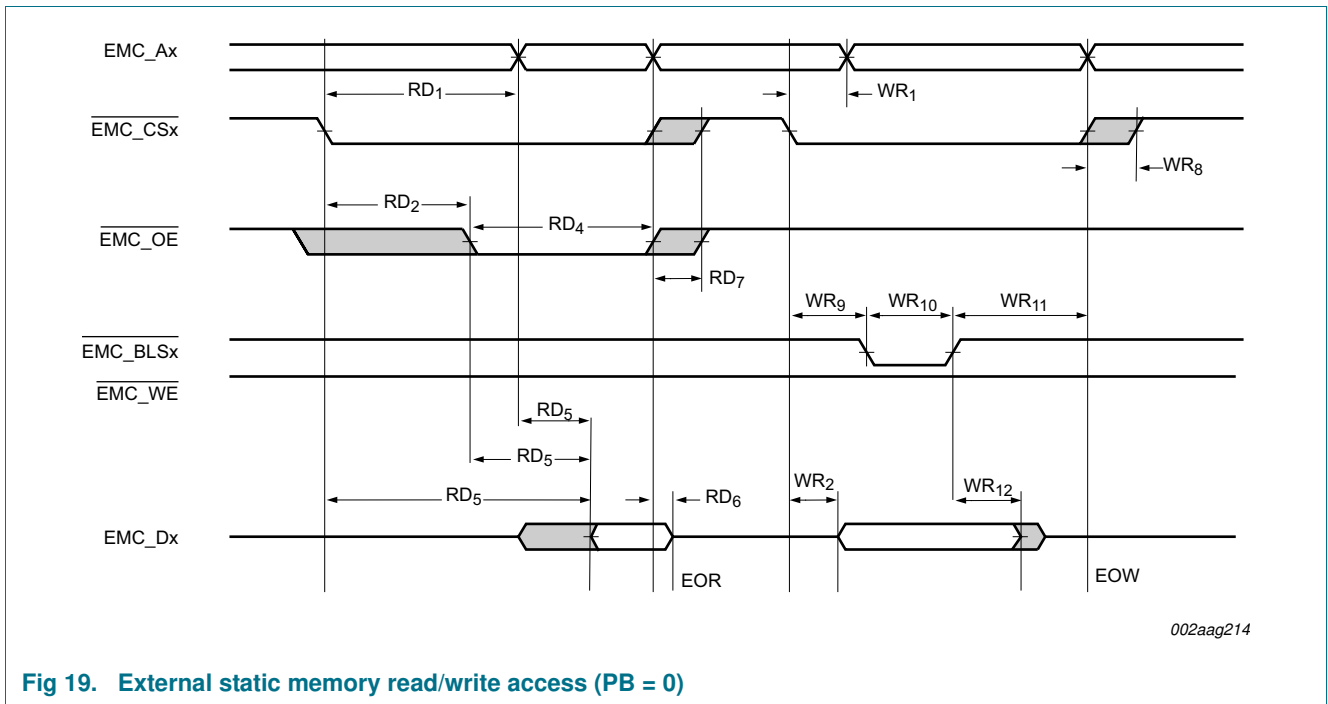 EMC_Ax
RD1
WR1
EMC_CSx
WR8
RD2
RD4
EMC_OE
RD7
WR9
WR10
WR11
EMC_BLSx
EMC_WE
RD5
RD5
RD5
RD6
WR2
WR12
EMC_Dx
EOR
EOW
002aag214
Fig 19. External static memory read/write access (PB = 0)